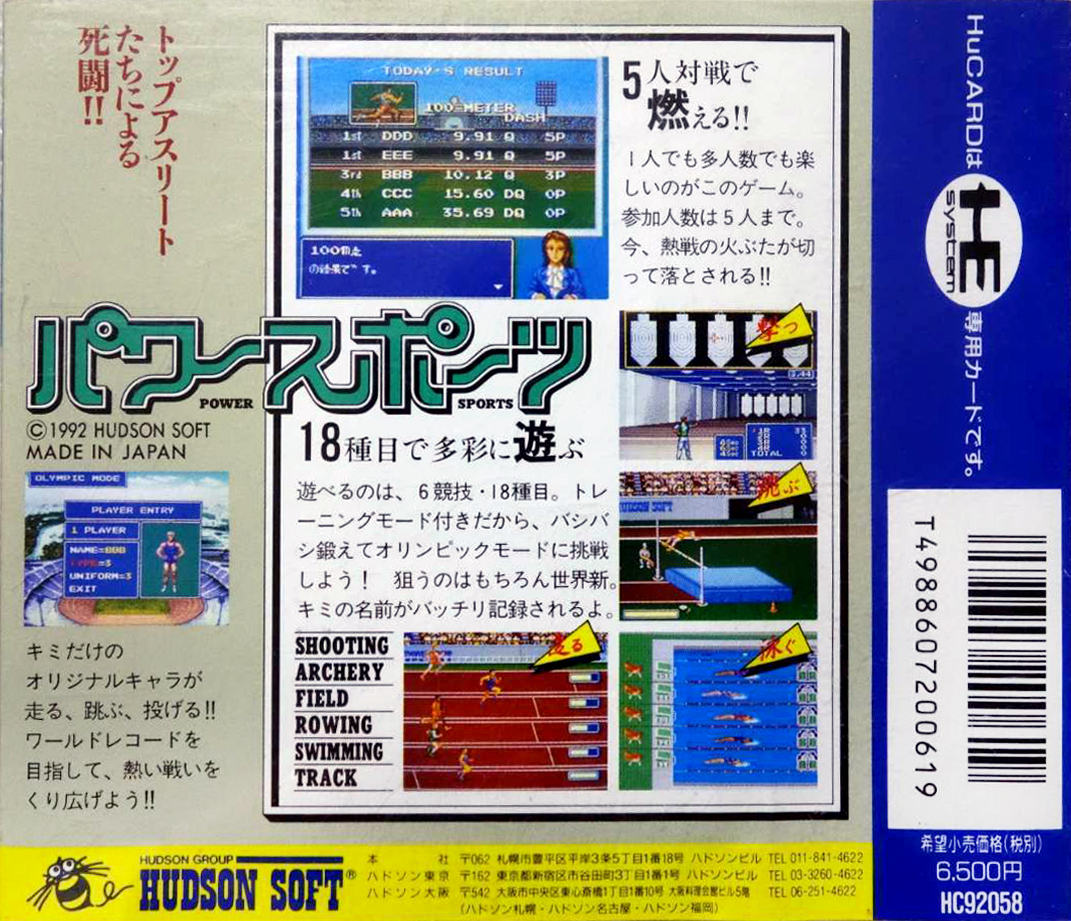 トップアスリート
たちによる
死闘!!
TODAY'S RESULT
100 METER
DASH
1st DDD 9.91 Q 5P
1st EEE 9.91 Q 5P
3rd BBB 10.12 Q 3P
4th CCC 15.60 DQ 0P
5th AAA 35.69 DQ 0P
100m走
の結果です。
5人対戦で
燃える!!
1人でも多人数でも楽
しいのがこのゲーム。
参加人数は5人まで。
今、熱戦の火ぶたが切
って落とされる!!
パワースポーツ
POWER SPORTS
©1992 HUDSON SOFT
MADE IN JAPAN
撃つ
TOTAL
18種目で多彩に遊ぶ
遊べるのは、6競技・18種目。トレ
ーニングモード付きだから、バシバ
シ鍛えてオリンピックモードに挑戦
しよう! 狙うのはもちろん世界新。
キミの名前がバッチリ記録されるよ。
跳ぶ
HUDSON SOFT
OLYMPIC MODE
PLAYER ENTRY
1 PLAYER
NAME=BBB
TYPE=3
UNIFORM=3
EXIT
キミだけの
オリジナルキャラが
走る、跳ぶ、投げる!!
ワールドレコードを
目指して、熱い戦いを
くり広げよう!!
SHOOTING
ARCHERY
FIELD
ROWING
SWIMMING
TRACK
走る
泳ぐ
HUDSON GROUP
HUDSON SOFT®
本社 〒062 札幌市豊平区平岸3条5丁目1番18号 ハドソンビル TEL 011-841-4622
ハドソン東京 〒162 東京都新宿区市谷田町3丁目1番1号 ハドソンビル TEL 03-3260-4622
ハドソン大阪 〒542 大阪市中央区東心斎橋1丁目1番10号 大阪料理会館ビル5階 TEL 06-251-4622
(ハドソン札幌・ハドソン名古屋・ハドソン福岡)
HuCARDは
HE
system
専用カードです。
T4988607200619
希望小売価格(税別)
6,500円
HC92058